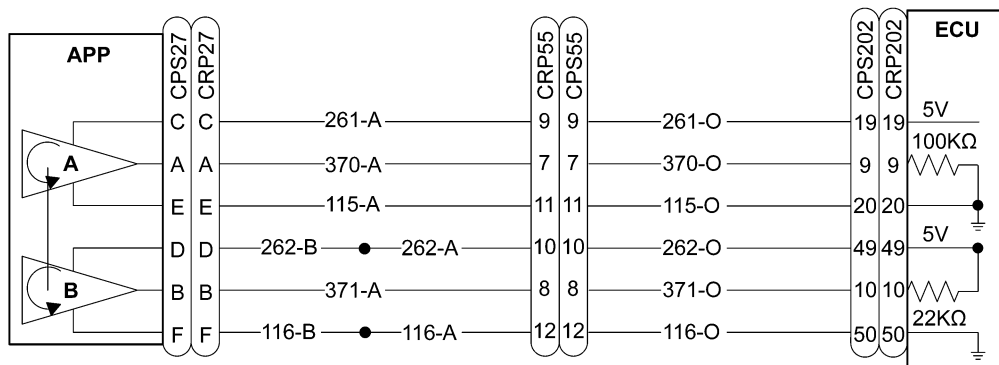 APP
CPS27
CRP27
CRP55
CPS55
CPS202
CRP202
ECU
C C 261-A 9 9 261-O 19 19 5V
100KΩ
A A A 370-A 7 7 370-O 9 9
E E 115-A 11 11 115-O 20 20
D D 262-B 262-A 10 10 262-O 49 49 5V
B B B 371-A 8 8 371-O 10 10
22KΩ
F F 116-B 116-A 12 12 116-O 50 50